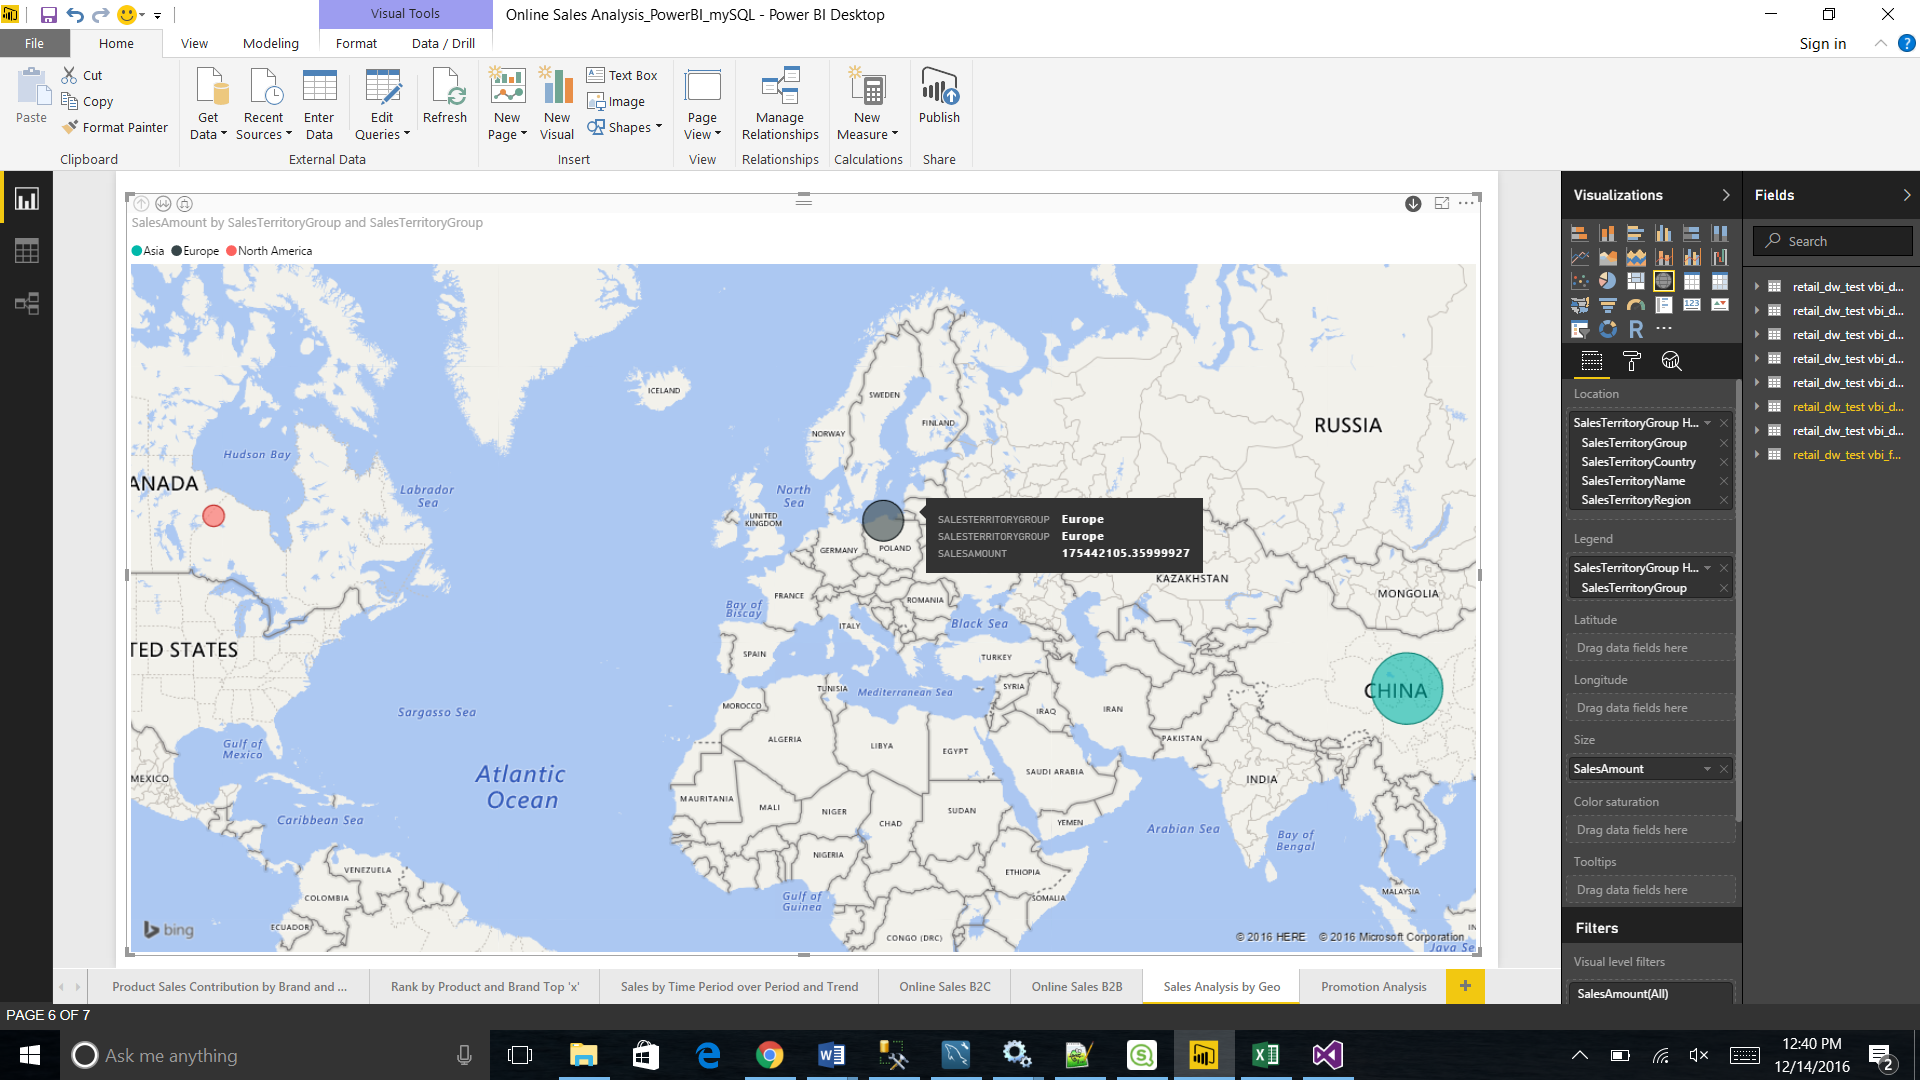 Visual Tools
Online Sales Analysis_PowerBI_mySQL - Power BI Desktop
File
Home
View
Modeling
Format
Data / Drill
Sign in
?
Paste
Cut
Copy
Format Painter
Clipboard
Get Data
Recent Sources
Enter Data
Edit Queries
Refresh
External Data
New Page
New Visual
Text Box
Image
Shapes
Insert
Page View
View
Manage Relationships
Relationships
New Measure
Calculations
Publish
Share
SalesAmount by SalesTerritoryGroup and SalesTerritoryGroup
Asia
Europe
North America
ICELAND
SWEDEN
FINLAND
NORWAY
RUSSIA
Hudson Bay
ANADA
Labrador Sea
North Sea
UNITED KINGDOM
GERMANY
POLAND
SALESTERRITORYGROUP Europe
SALESTERRITORYGROUP Europe
SALESAMOUNT 175442105.35999927
KAZAKHSTAN
MONGOLIA
FRANCE
ROMANIA
Bay of Biscay
ITALY
Black Sea
TED STATES
SPAIN
TURKEY
CHINA
TUNISIA
Mediterranean Sea
SYRIA
MOROCCO
IRAQ
IRAN
Sargasso Sea
PAKISTAN
ALGERIA
LIBYA
EGYPT
Gulf of Mexico
MEXICO
SAUDI ARABIA
INDIA
Atlantic Ocean
MAURITANIA
MALI
NIGER
SUDAN
CHAD
YEMEN
Caribbean Sea
Arabian Sea
Bay of Bengal
NIGERIA
VENEZUELA
ETHIOPIA
COLOMBIA
Gulf of Guinea
SOMALIA
MALAYSIA
ECUADOR
CONGO (DRC)
IN
Java Se
bing
© 2016 HERE © 2016 Microsoft Corporation
Visualizations
R
123
Location
SalesTerritoryGroup H...
SalesTerritoryGroup
SalesTerritoryCountry
SalesTerritoryName
SalesTerritoryRegion
Legend
SalesTerritoryGroup H...
SalesTerritoryGroup
Latitude
Drag data fields here
Longitude
Drag data fields here
Size
SalesAmount
Color saturation
Drag data fields here
Tooltips
Drag data fields here
Filters
Visual level filters
SalesAmount(All)
Fields
Search
retail_dw_test vbi_d...
retail_dw_test vbi_d...
retail_dw_test vbi_d...
retail_dw_test vbi_d...
retail_dw_test vbi_d...
retail_dw_test vbi_d...
retail_dw_test vbi_d...
retail_dw_test vbi_f...
Product Sales Contribution by Brand and ...
Rank by Product and Brand Top 'x'
Sales by Time Period over Period and Trend
Online Sales B2C
Online Sales B2B
Sales Analysis by Geo
Promotion Analysis
+
PAGE 6 OF 7
Ask me anything
12:40 PM
12/14/2016
2